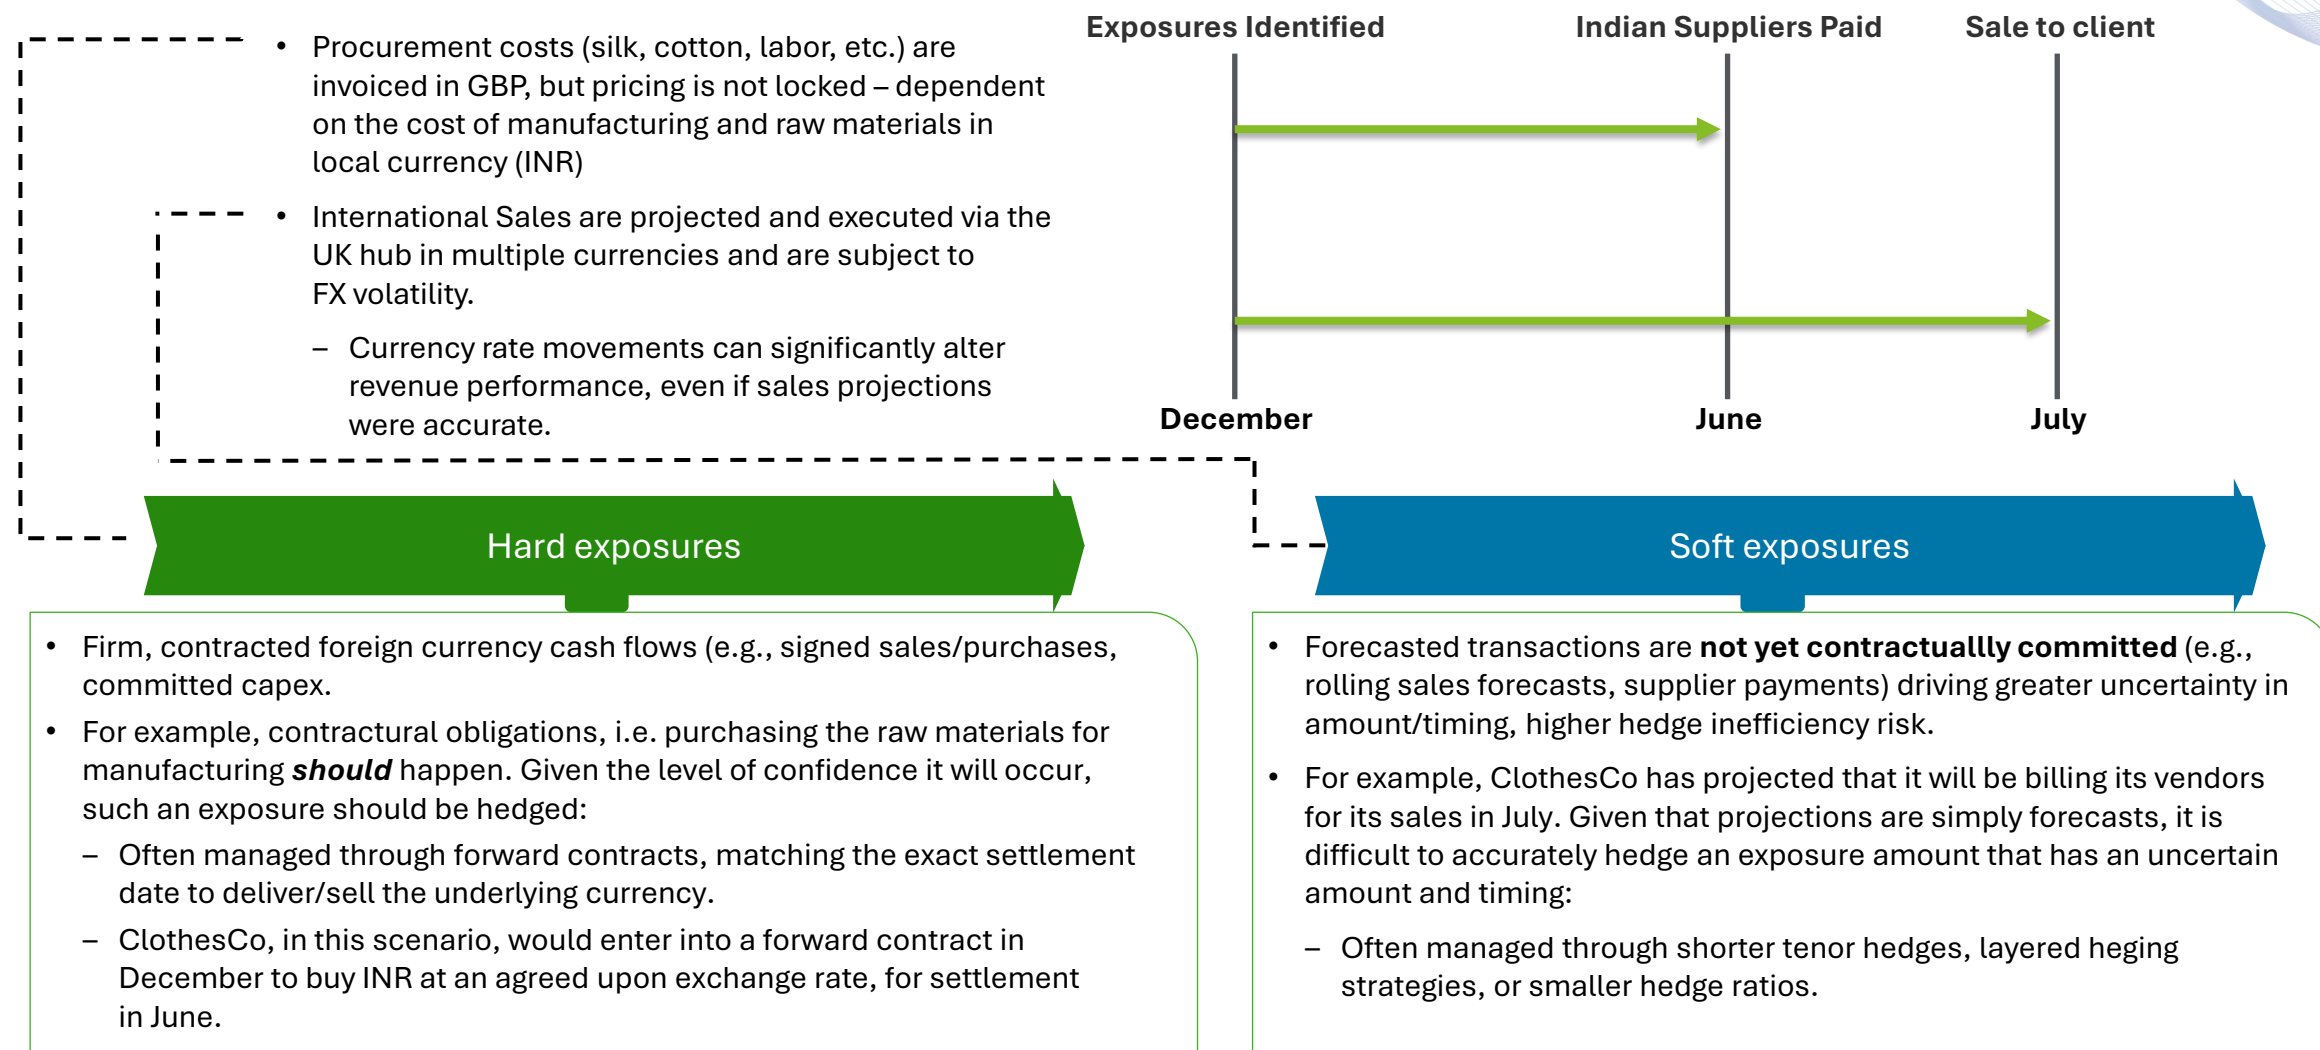 • Procurement costs (silk, cotton, labor, etc.) are
invoiced in GBP, but pricing is not locked – dependent
on the cost of manufacturing and raw materials in
local currency (INR)
• International Sales are projected and executed via the
UK hub in multiple currencies and are subject to
FX volatility.
– Currency rate movements can significantly alter
revenue performance, even if sales projections
were accurate.
Exposures Identified
Indian Suppliers Paid
Sale to client
December
June
July
Hard exposures
• Firm, contracted foreign currency cash flows (e.g., signed sales/purchases,
committed capex.
• For example, contractural obligations, i.e. purchasing the raw materials for
manufacturing should happen. Given the level of confidence it will occur,
such an exposure should be hedged:
– Often managed through forward contracts, matching the exact settlement
date to deliver/sell the underlying currency.
– ClothesCo, in this scenario, would enter into a forward contract in
December to buy INR at an agreed upon exchange rate, for settlement
in June.
Soft exposures
• Forecasted transactions are not yet contractuallly committed (e.g.,
rolling sales forecasts, supplier payments) driving greater uncertainty in
amount/timing, higher hedge inefficiency risk.
• For example, ClothesCo has projected that it will be billing its vendors
for its sales in July. Given that projections are simply forecasts, it is
difficult to accurately hedge an exposure amount that has an uncertain
amount and timing:
– Often managed through shorter tenor hedges, layered heging
strategies, or smaller hedge ratios.